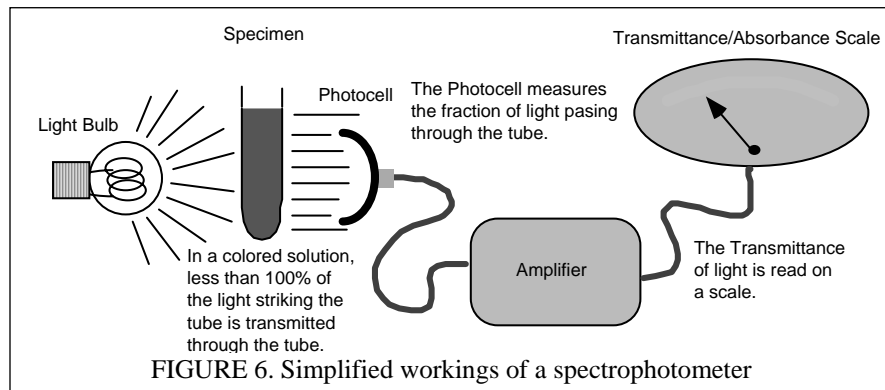 Specimen
Transmittance/Absorbance Scale
Light Bulb
Photocell
The Photocell measures
the fraction of light pasing
through the tube.
In a colored solution,
less than 100% of
the light striking the
tube is transmitted
through the tube.
Amplifier
The Transmittance
of light is read on
a scale.
FIGURE 6. Simplified workings of a spectrophotometer